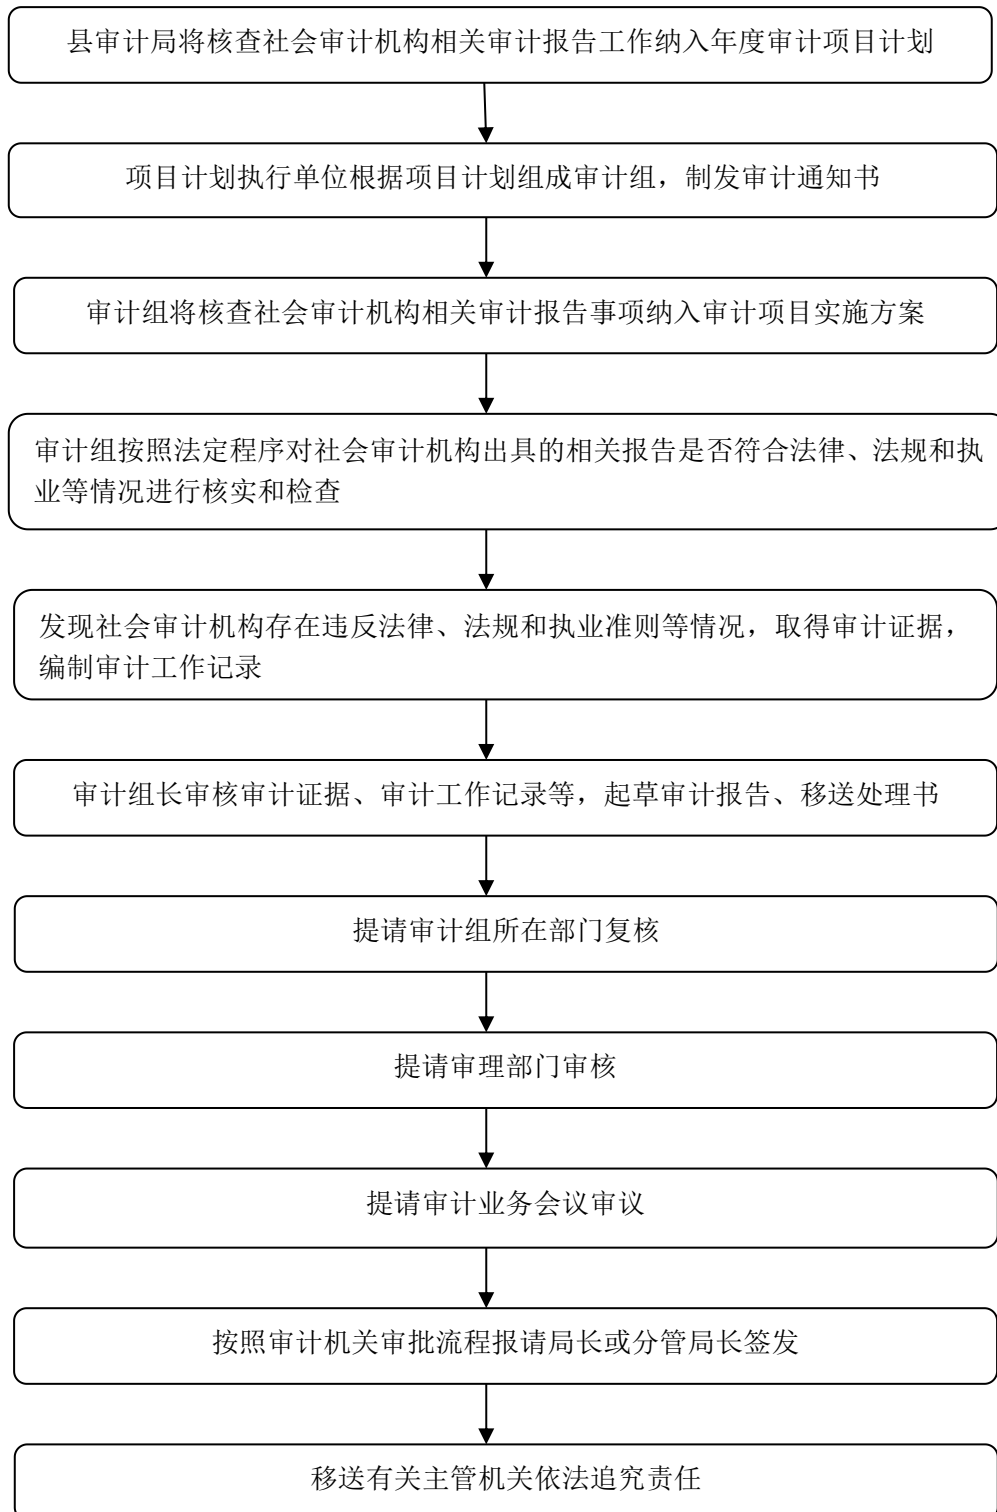 县审计局将核查社会审计机构相关审计报告工作纳入年度审计项目计划
项目计划执行单位根据项目计划组成审计组，制发审计通知书
审计组将核查社会审计机构相关审计报告事项纳入审计项目实施方案
审计组按照法定程序对社会审计机构出具的相关报告是否符合法律、法规和执
业等情况进行核实和检查
发现社会审计机构存在违反法律、法规和执业准则等情况，取得审计证据，
编制审计工作记录
审计组长审核审计证据、审计工作记录等，起草审计报告、移送处理书
提请审计组所在部门复核
提请审理部门审核
提请审计业务会议审议
按照审计机关审批流程报请局长或分管局长签发
移送有关主管机关依法追究责任